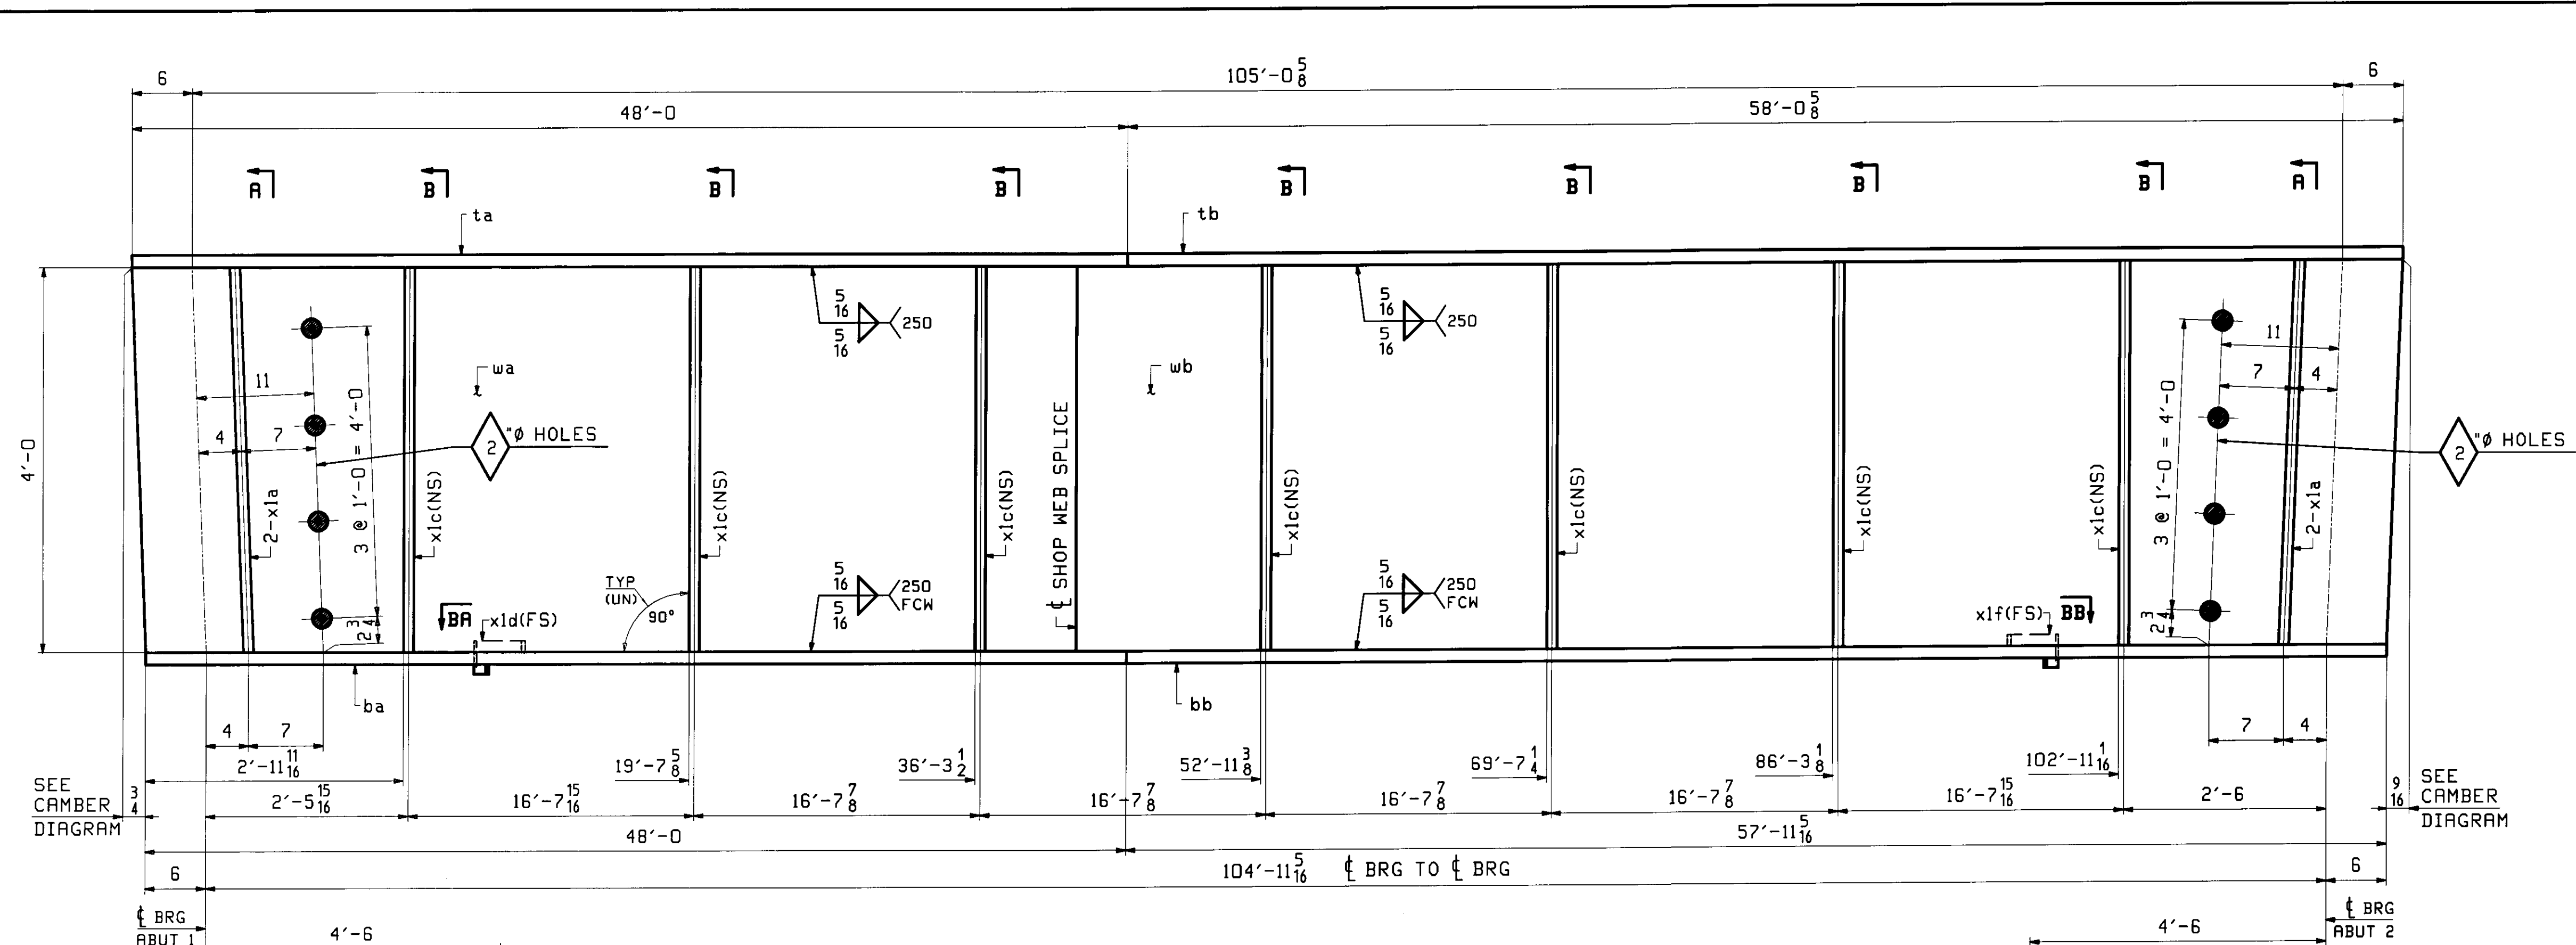 6
105'-0 5/8
6
48'-0
58'-0 5/8
A
B
B
B
B
B
B
B
A
ta
tb
5/16
5/16
250
5/16
5/16
250
wa
wb
11
4
7
3 @ 1'-0 = 4'-0
2 "Ø HOLES
4'-0
2-x1a
x1c(NS)
x1c(NS)
x1c(NS)
℄ SHOP WEB SPLICE
x1c(NS)
x1c(NS)
x1c(NS)
x1c(NS)
11
7
4
3 @ 1'-0 = 4'-0
2-x1a
2 "Ø HOLES
2 3/4
BA
x1d(FS)
TYP
(UN)
90°
5/16
5/16
250
FCW
5/16
5/16
250
FCW
x1f(FS)
BB
2 3/4
ba
bb
4
7
7
4
2'-11 11/16
19'-7 5/8
36'-3 1/2
52'-11 3/8
69'-7 1/4
86'-3 1/8
102'-11 1/16
SEE
CAMBER
DIAGRAM
3/4
2'-5 15/16
16'-7 15/16
16'-7 7/8
16'-7 7/8
16'-7 7/8
16'-7 7/8
16'-7 15/16
2'-6
9/16
SEE
CAMBER
DIAGRAM
48'-0
57'-11 5/16
6
104'-11 5/16 ℄ BRG TO ℄ BRG
6
℄ BRG
ABUT 1
4'-6
4'-6
℄ BRG
ABUT 2